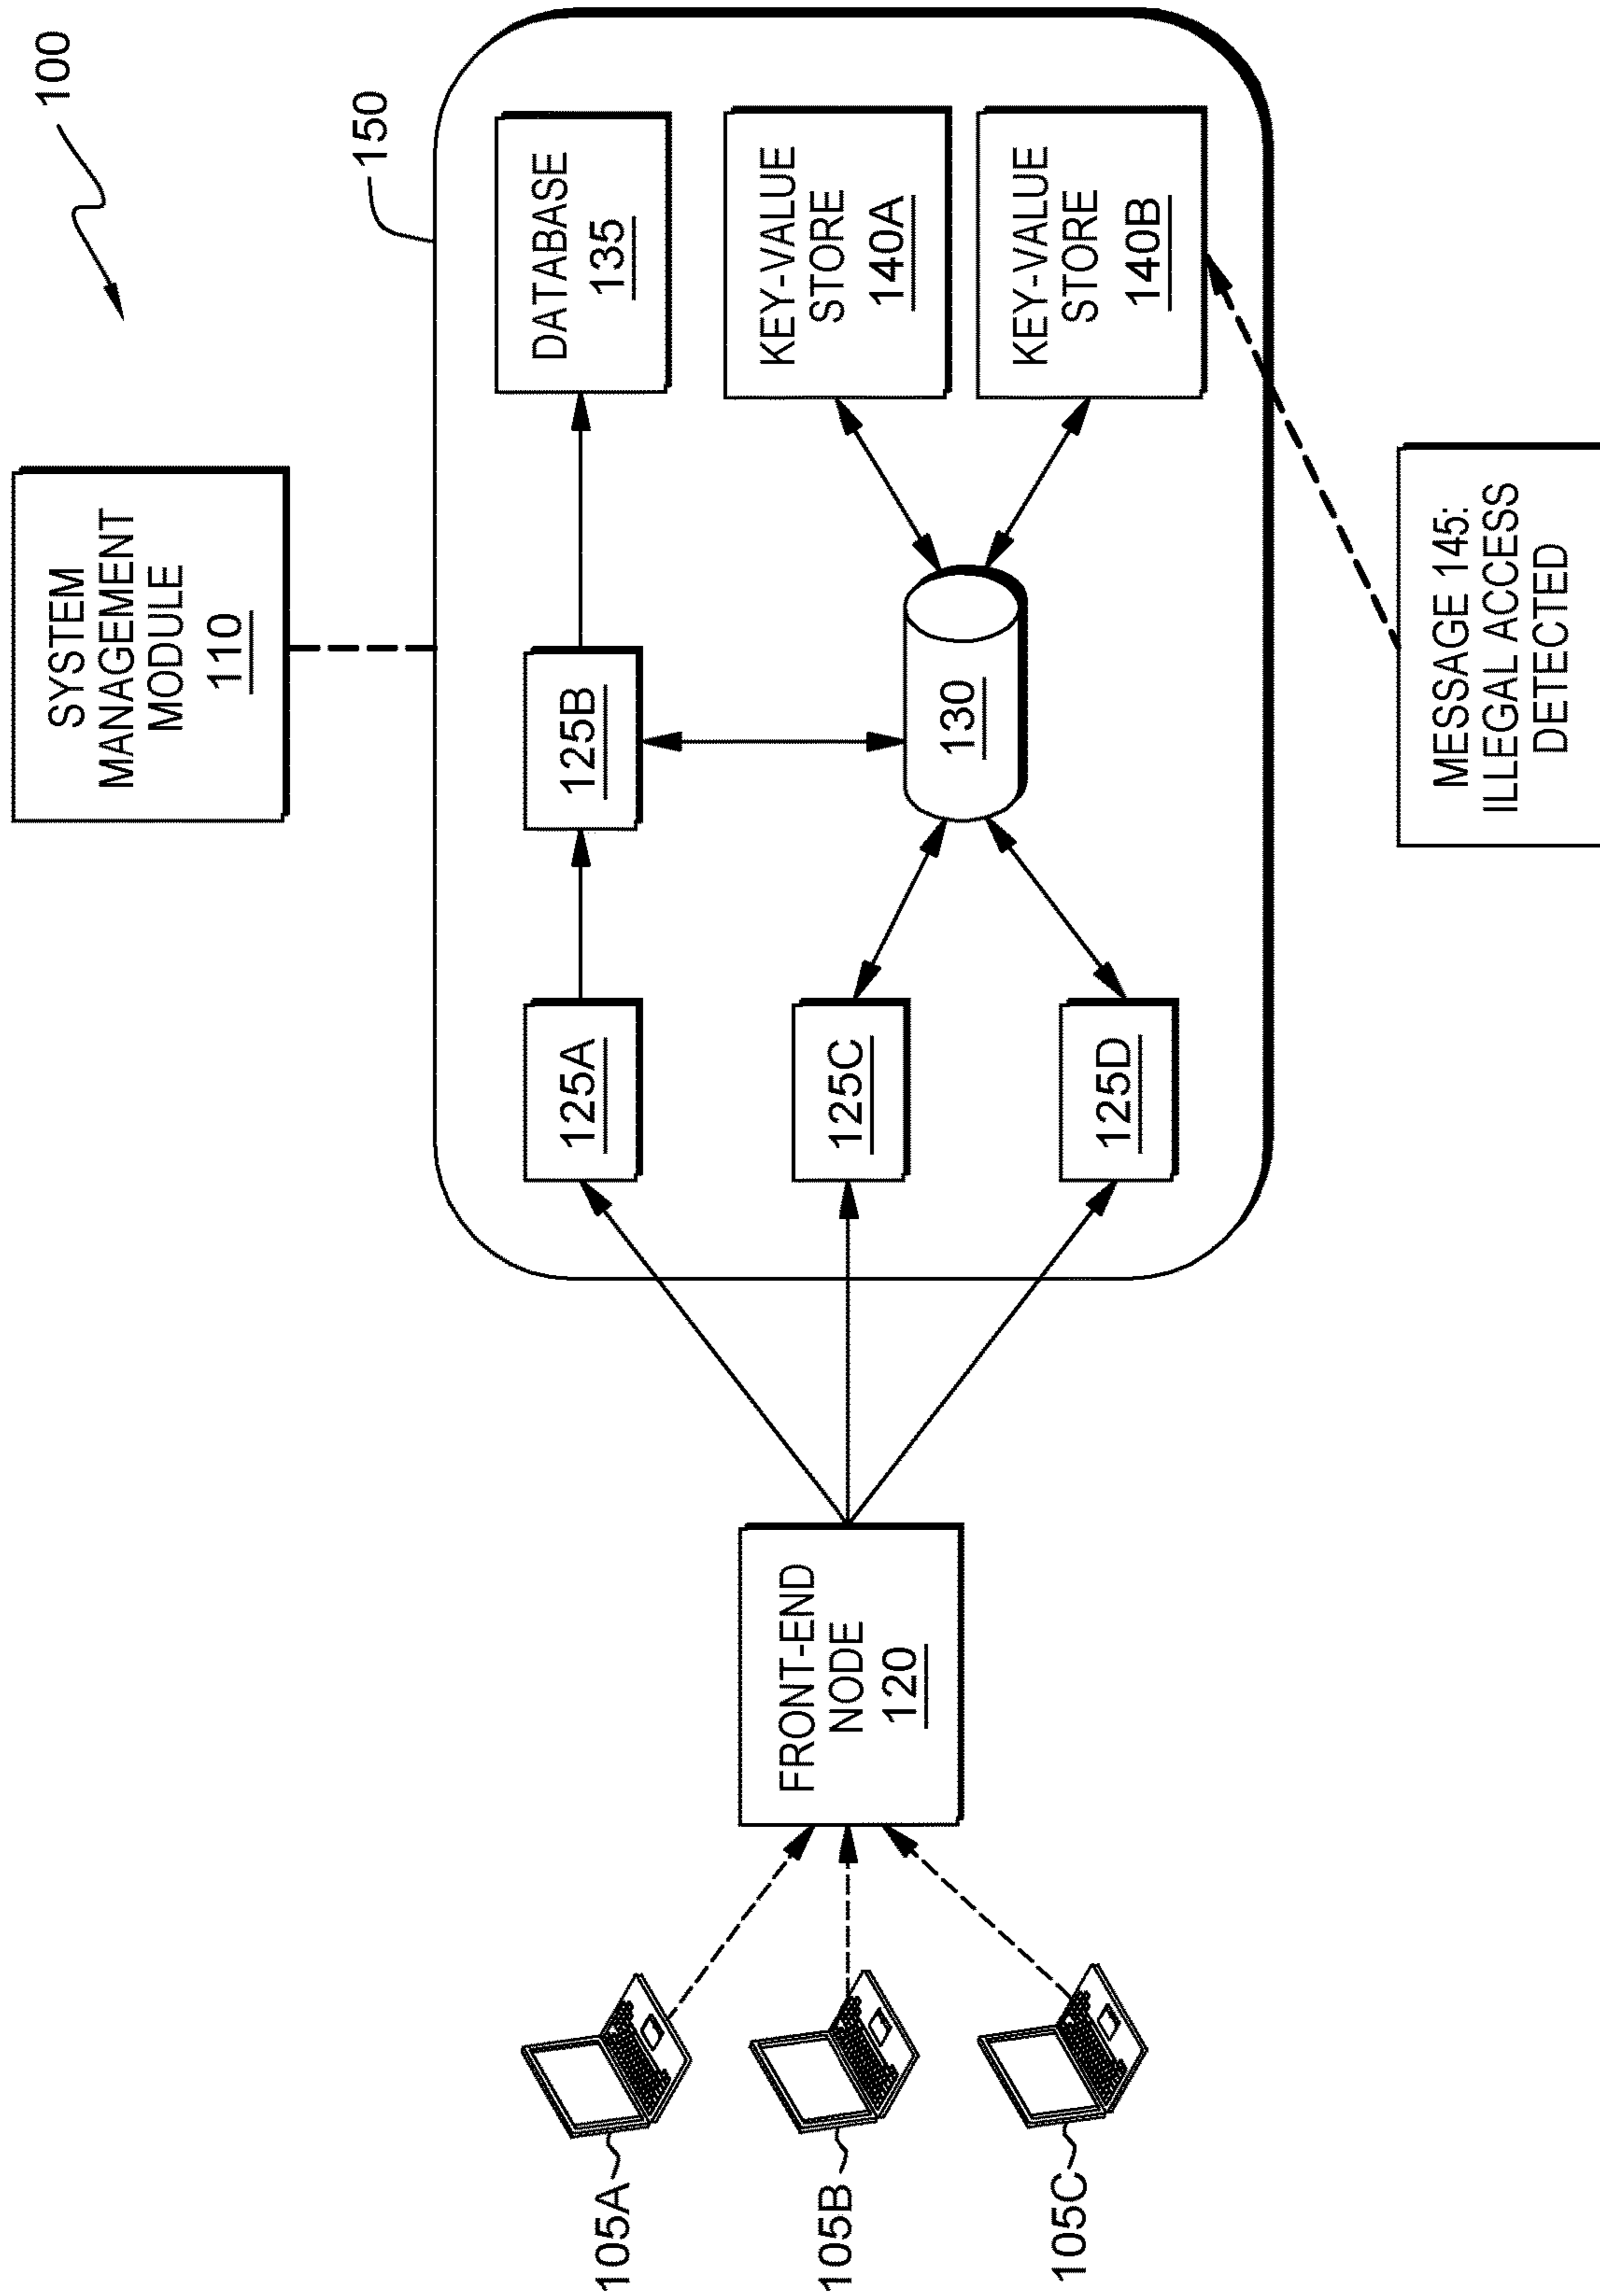 100
SYSTEM
MANAGEMENT
MODULE
110
150
125A
125B
DATABASE
135
105A
105B
105C
FRONT-END
NODE
120
125C
130
KEY-VALUE
STORE
140A
125D
KEY-VALUE
STORE
140B
MESSAGE 145:
ILLEGAL ACCESS
DETECTED